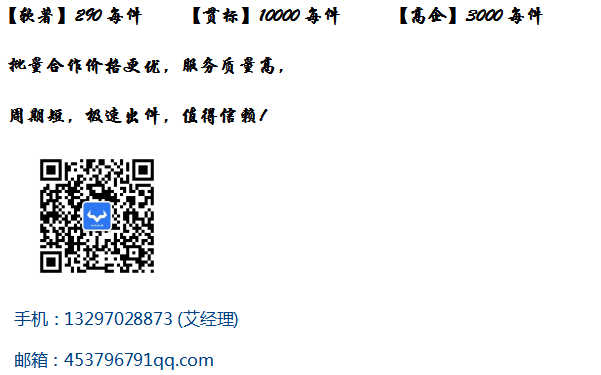 【软著】290 每件 【贯标】10000 每件 【高企】3000 每件
批量合作价格更优，服务质量高，
周期短，极速出件，值得信赖！
手机：13297028873 (艾经理)
邮箱：453796791qq.com